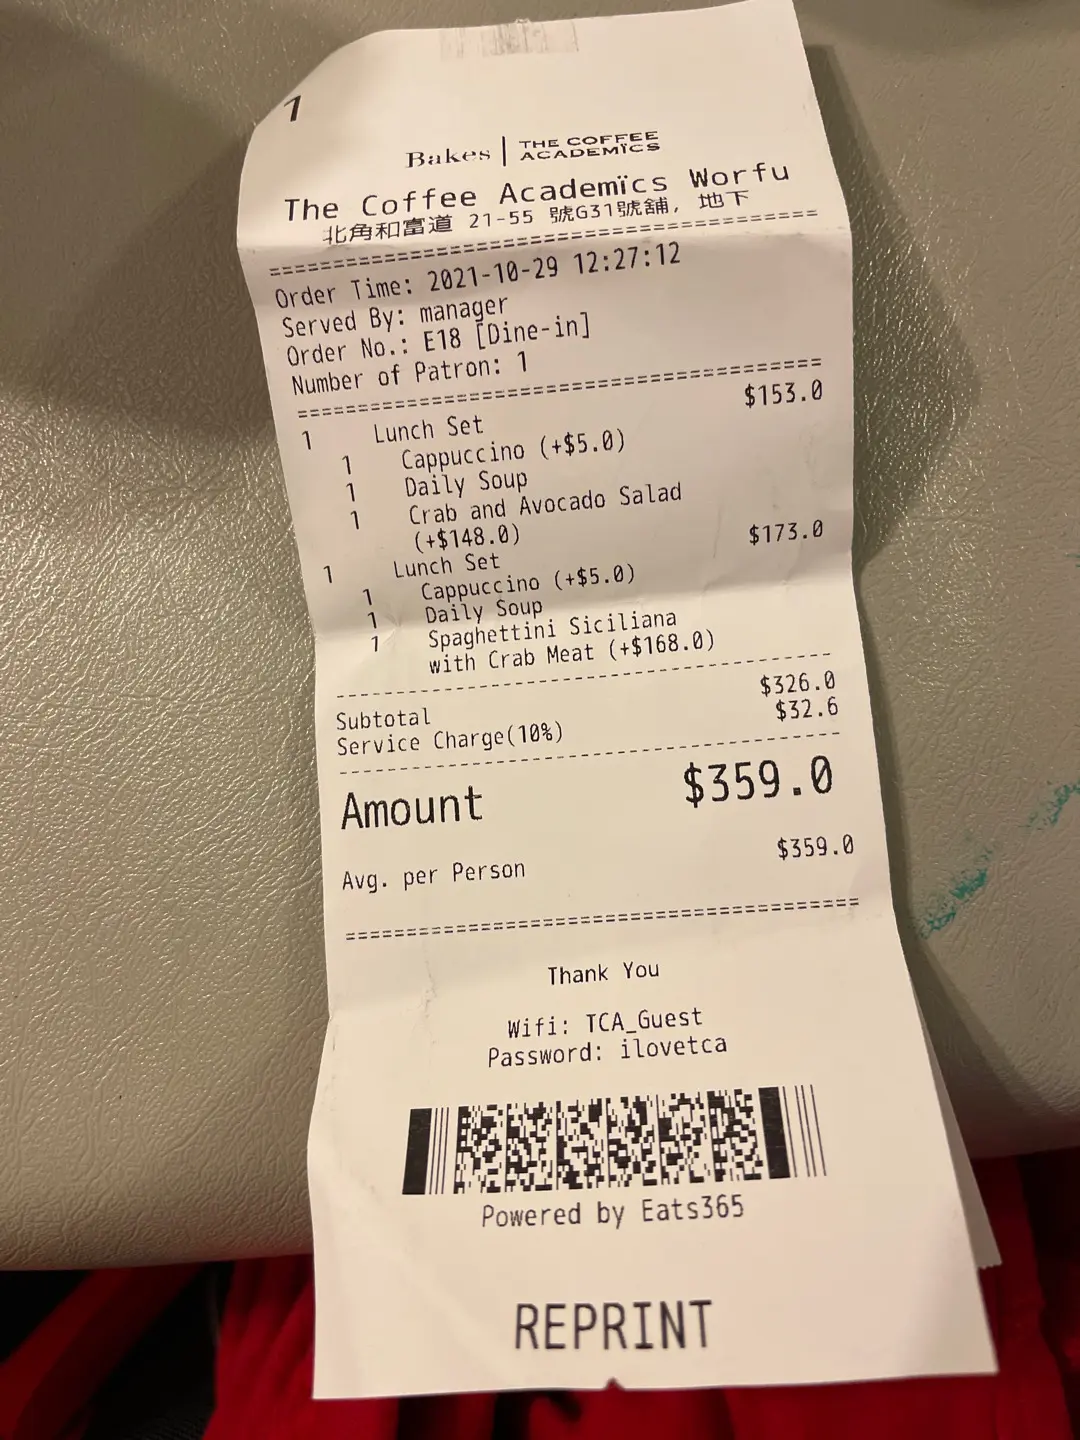 1
Bakes | THE COFFEE ACADEMÏCS
The Coffee Academïcs Worfu
北角和富道 21-55 號G31號舖, 地下
Order Time: 2021-10-29 12:27:12
Served By: manager
Order No.: E18 [Dine-in]
Number of Patron: 1
1 Lunch Set $153.0
1 Cappuccino (+$5.0)
1 Daily Soup
1 Crab and Avocado Salad
(+$148.0)
1 Lunch Set $173.0
1 Cappuccino (+$5.0)
1 Daily Soup
1 Spaghettini Siciliana
with Crab Meat (+$168.0)
Subtotal $326.0
Service Charge(10%) $32.6
Amount $359.0
Avg. per Person $359.0
Thank You
Wifi: TCA_Guest
Password: ilovetca
Powered by Eats365
REPRINT